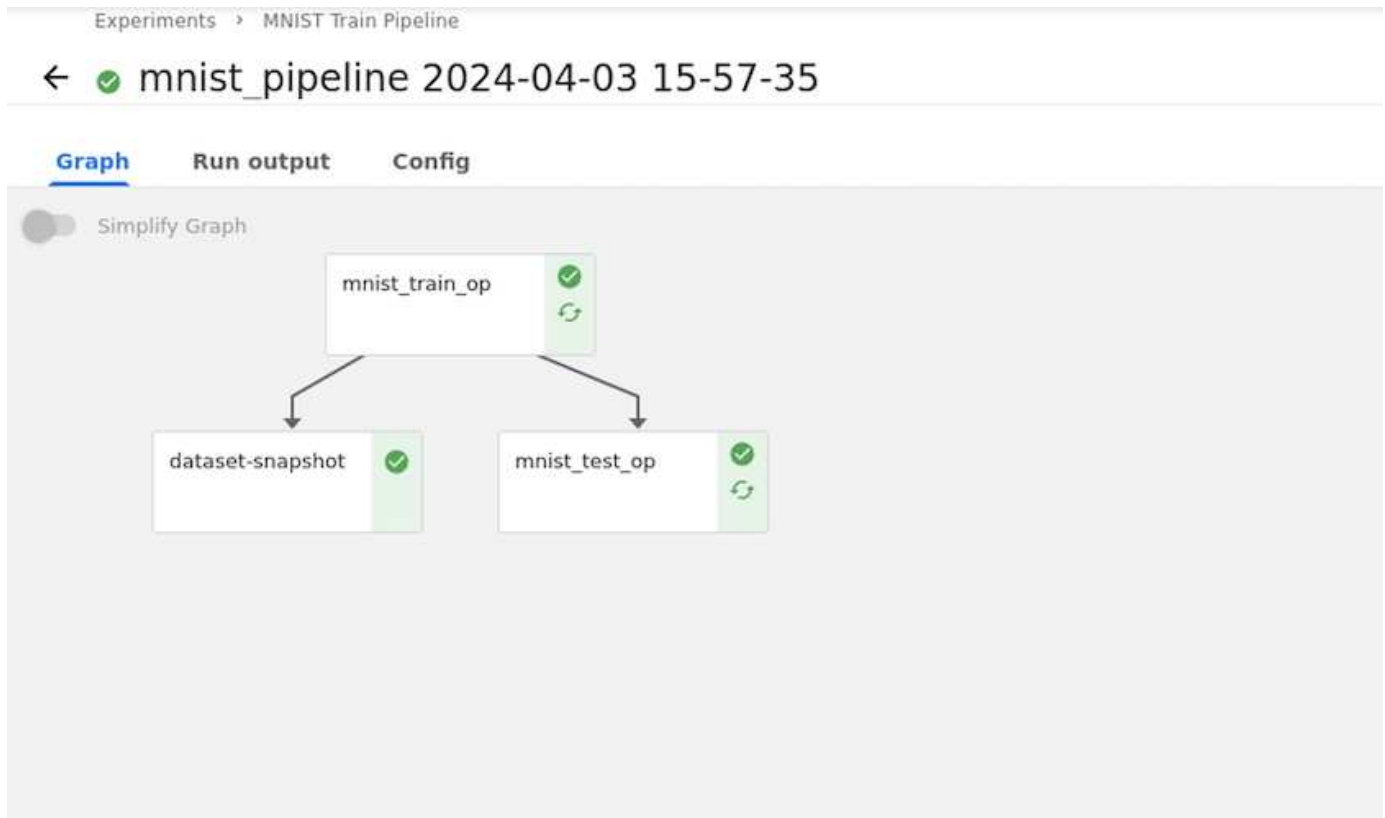 Experiments > MNIST Train Pipeline
mnist_pipeline 2024-04-03 15-57-35
Graph Run output Config
Simplify Graph
mnist_train_op
dataset-snapshot mnist_test_op